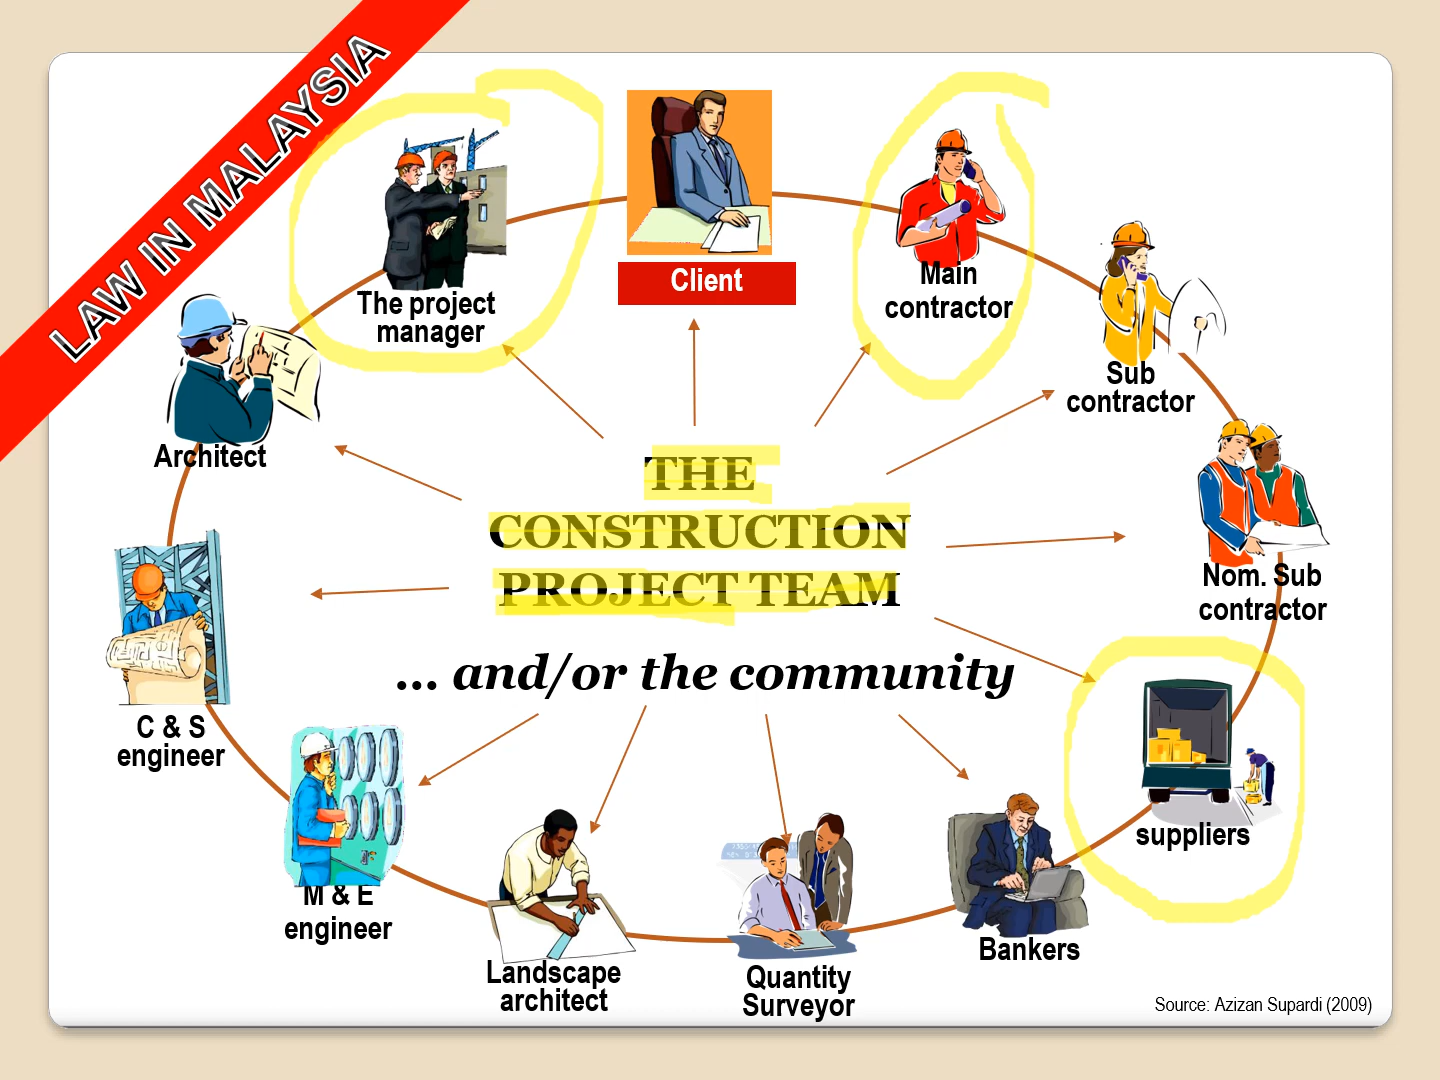 LAW IN MALAYSIA
Client
The project
manager
Main
contractor
Sub
contractor
Architect
THE
CONSTRUCTION
PROJECT TEAM
... and/or the community
Nom. Sub
contractor
C & S
engineer
suppliers
M & E
engineer
Landscape
architect
Quantity
Surveyor
Bankers
Source: Azizan Supardi (2009)